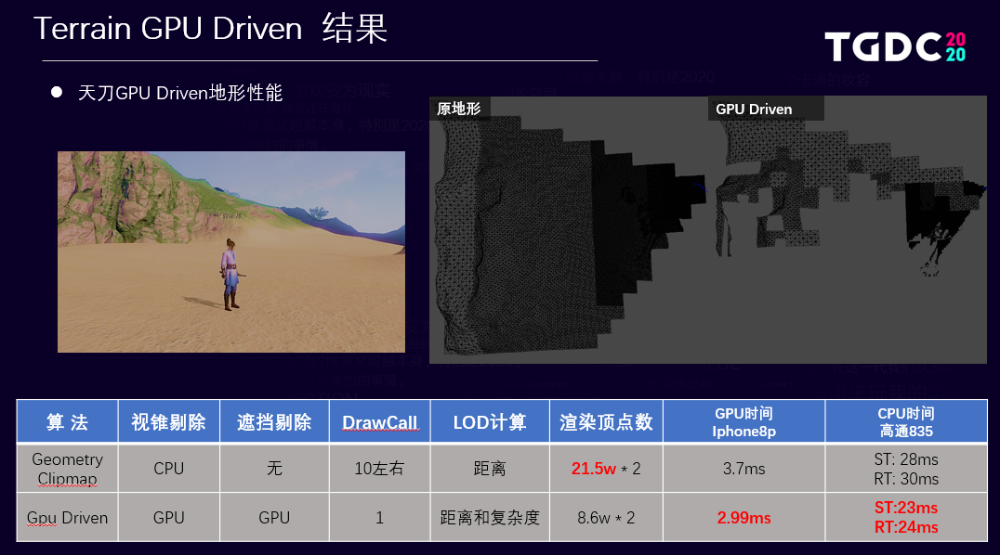 Terrain GPU Driven 结果
TGDC 2020
● 天刀GPU Driven地形性能
原地形
GPU Driven
算 法
视锥剔除
遮挡剔除
DrawCall
LOD计算
渲染顶点数
GPU时间
Iphone8p
CPU时间
高通835
Geometry
Clipmap
CPU
无
10左右
距离
21.5w * 2
3.7ms
ST: 28ms
RT: 30ms
Gpu Driven
GPU
GPU
1
距离和复杂度
8.6w * 2
2.99ms
ST:23ms
RT:24ms